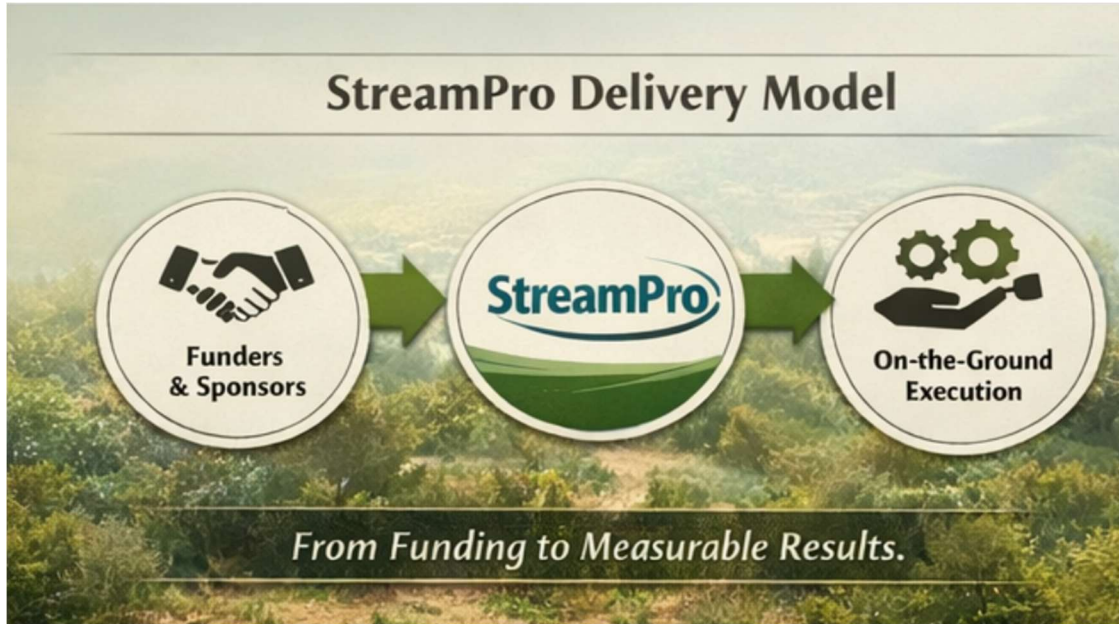 StreamPro Delivery Model
Funders
& Sponsors
StreamPro
On-the-Ground
Execution
From Funding to Measurable Results.